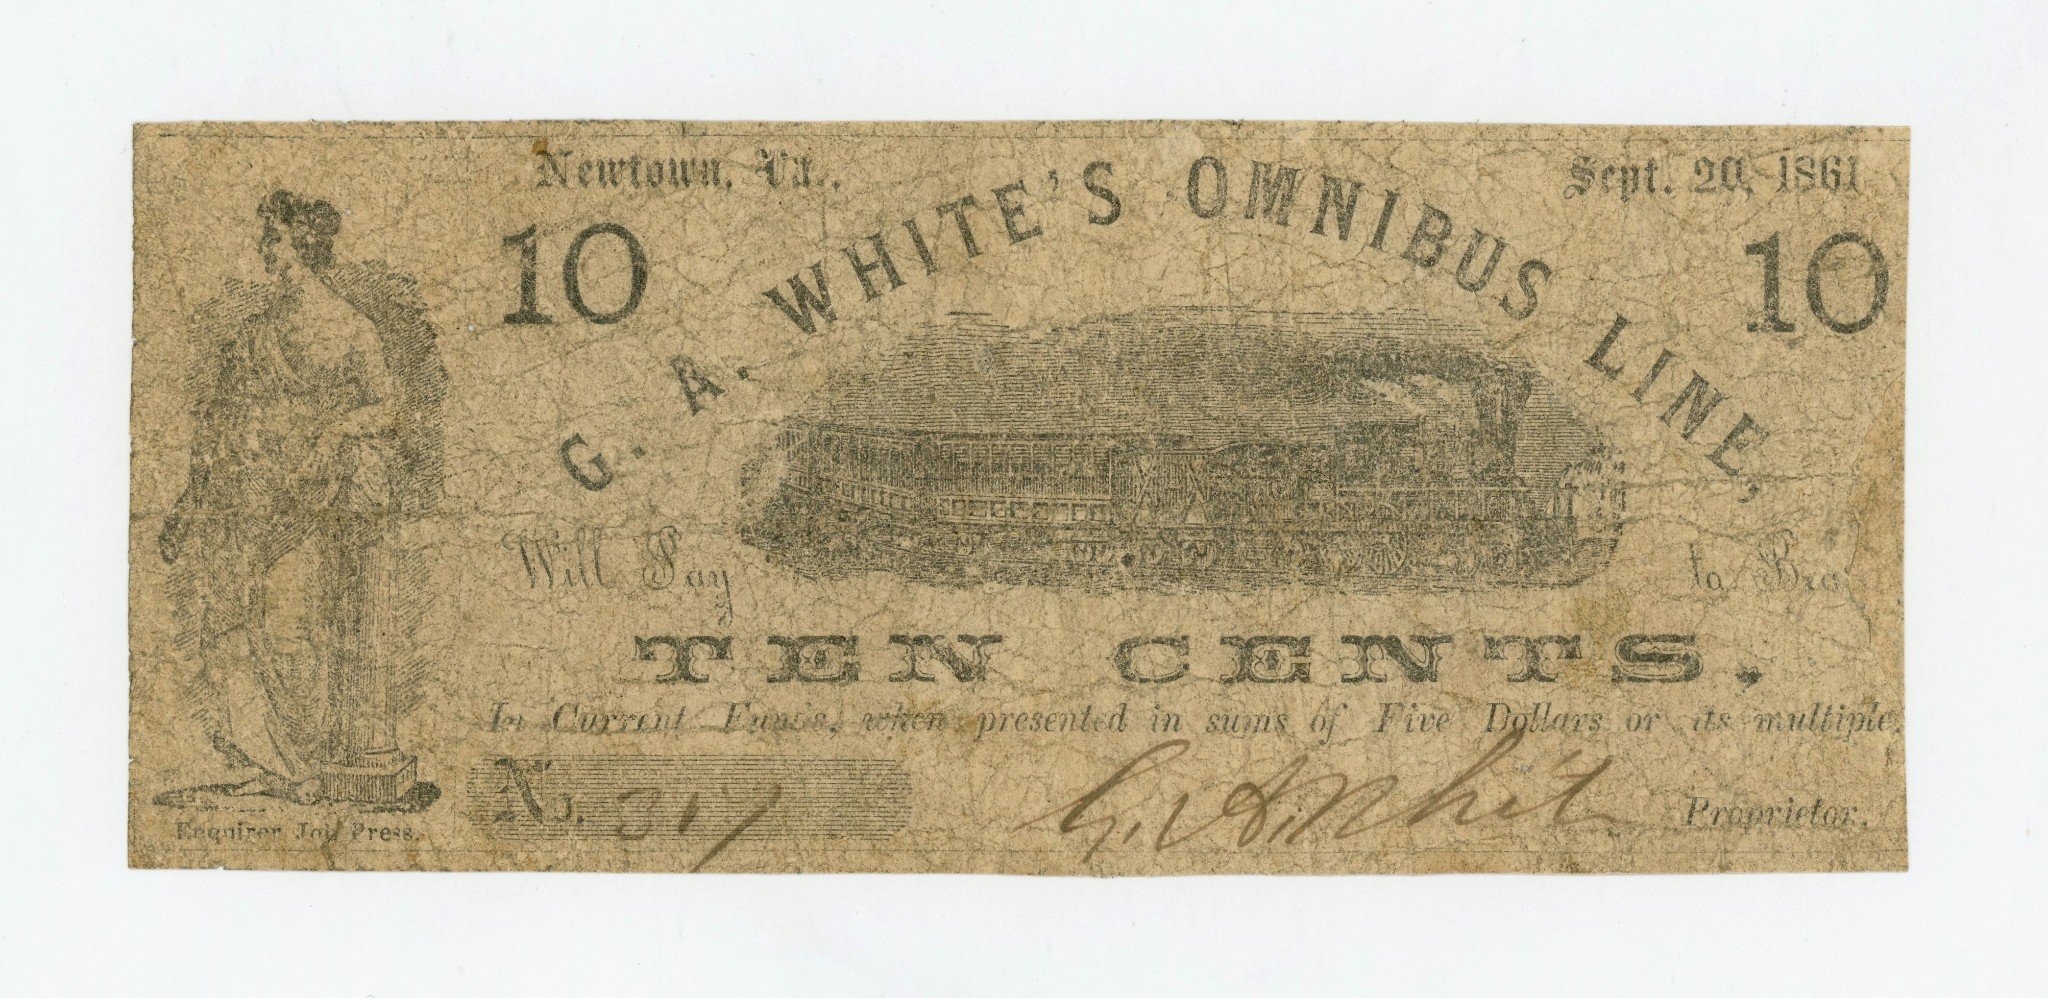 Newtown, Va., Sept. 20, 1861
10 10
G. A. WHITE'S OMNIBUS LINE,
Will Pay to
TEN CENTS.
In Current Funds, when presented in sums of Five Dollars or its multiple.
No. 317
G. A. White Proprietor.
Enquirer Job Press.